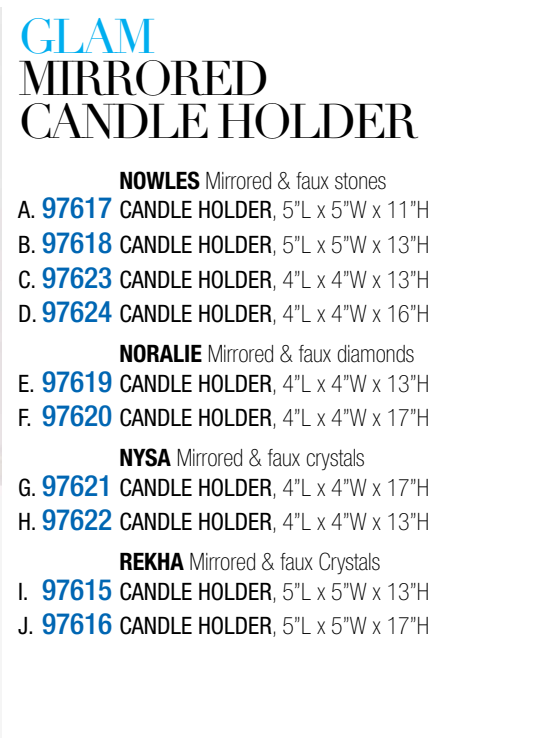 GLAM
MIRRORED
CANDLE HOLDER
NOWLES Mirrored & faux stones
A. 97617 CANDLE HOLDER, 5”L x 5”W x 11”H
B. 97618 CANDLE HOLDER, 5”L x 5”W x 13”H
C. 97623 CANDLE HOLDER, 4”L x 4”W x 13”H
D. 97624 CANDLE HOLDER, 4”L x 4”W x 16”H
NORALIE Mirrored & faux diamonds
E. 97619 CANDLE HOLDER, 4”L x 4”W x 13”H
F. 97620 CANDLE HOLDER, 4”L x 4”W x 17”H
NYSA Mirrored & faux crystals
G. 97621 CANDLE HOLDER, 4”L x 4”W x 17”H
H. 97622 CANDLE HOLDER, 4”L x 4”W x 13”H
REKHA Mirrored & faux Crystals
I. 97615 CANDLE HOLDER, 5”L x 5”W x 13”H
J. 97616 CANDLE HOLDER, 5”L x 5”W x 17”H